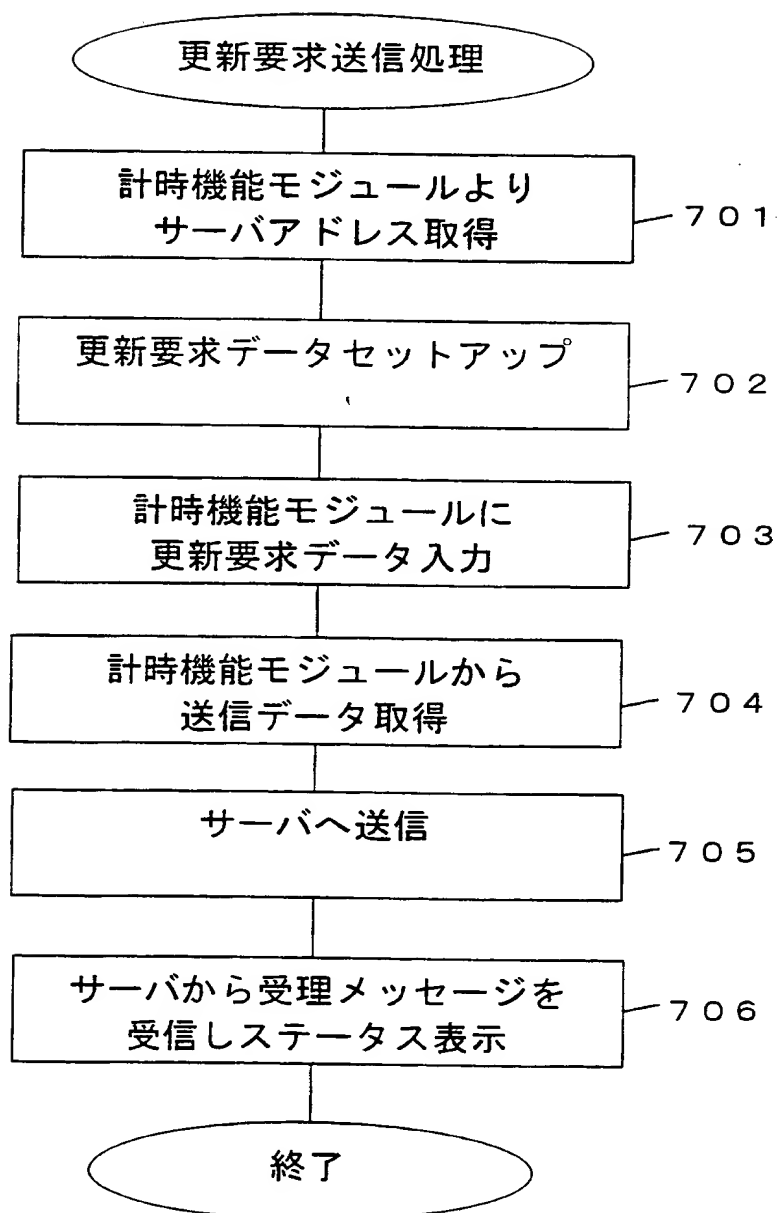 更新要求送信処理
計時機能モジュールより
サーバアドレス取得
701
更新要求データセットアップ
702
計時機能モジュールに
更新要求データ入力
703
計時機能モジュールから
送信データ取得
704
サーバへ送信
705
サーバから受理メッセージを
受信しステータス表示
706
終了